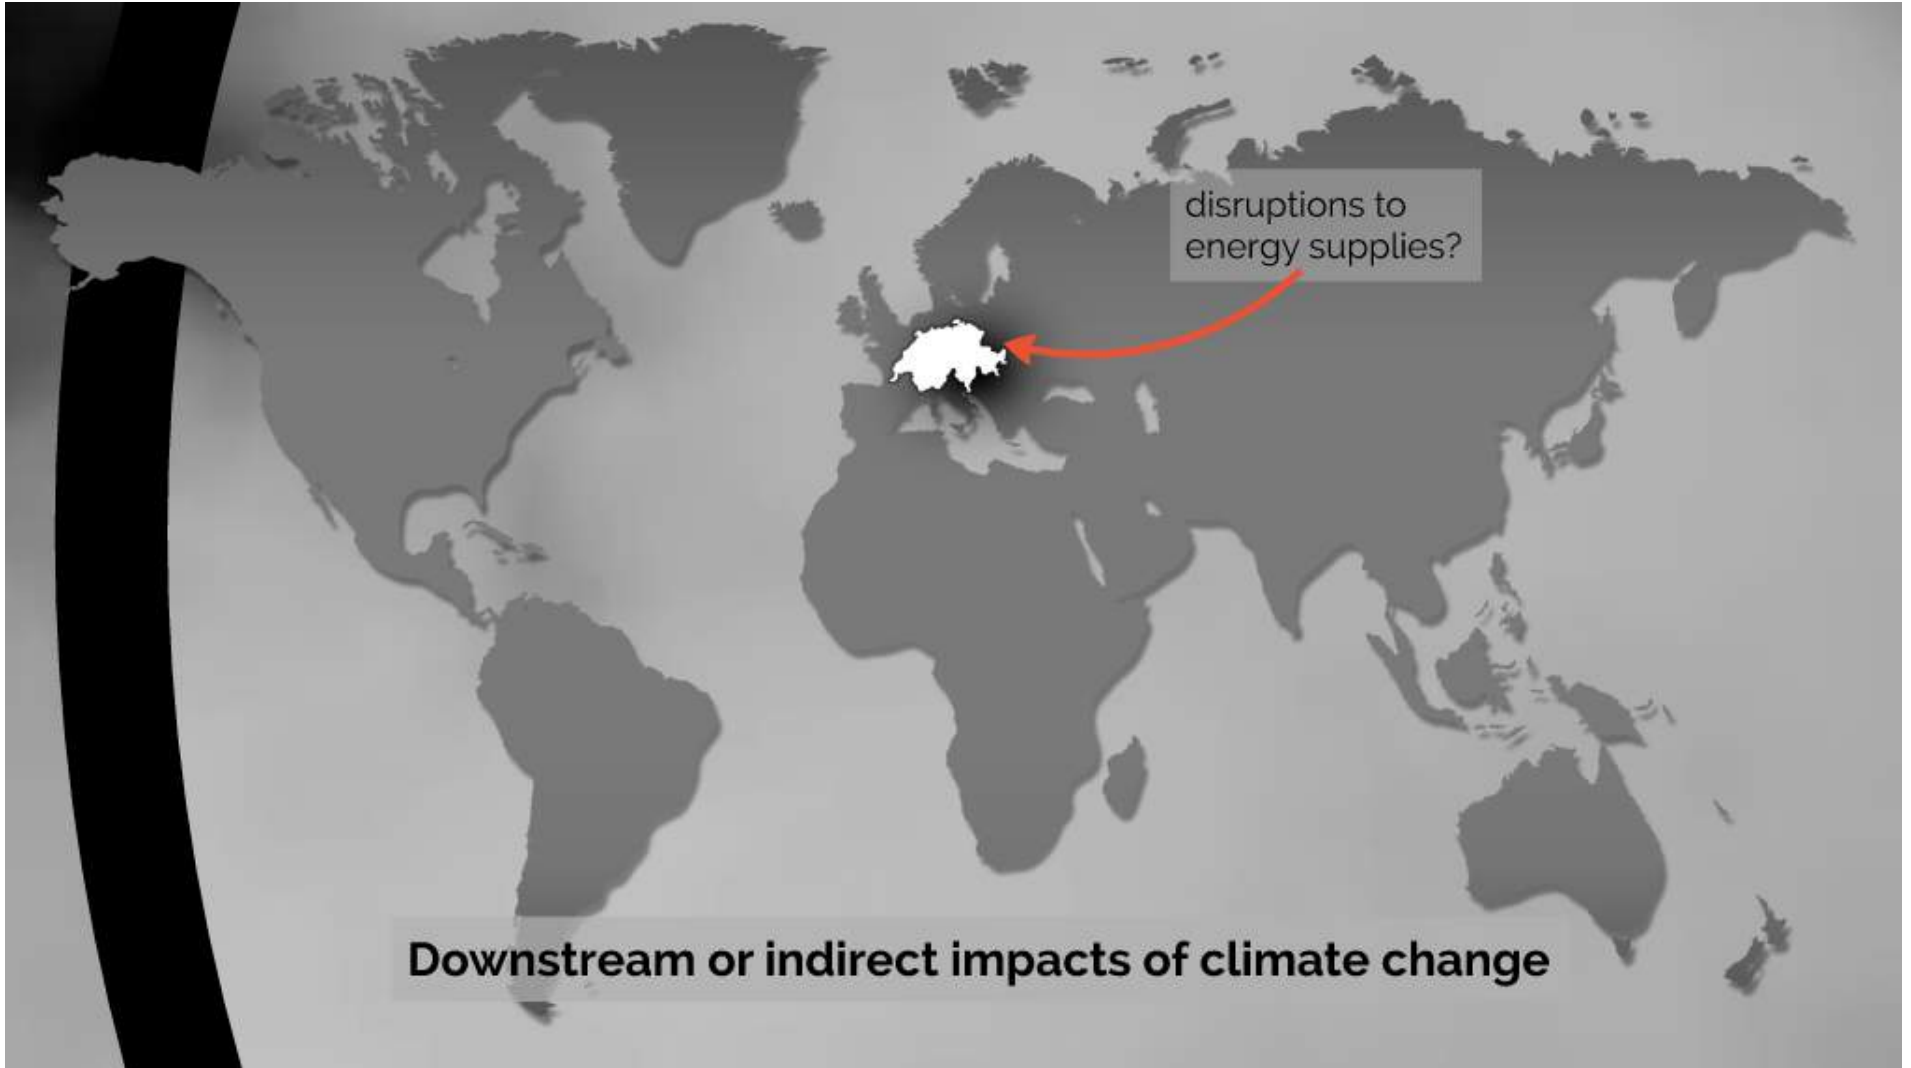 disruptions to
energy supplies?
Downstream or indirect impacts of climate change